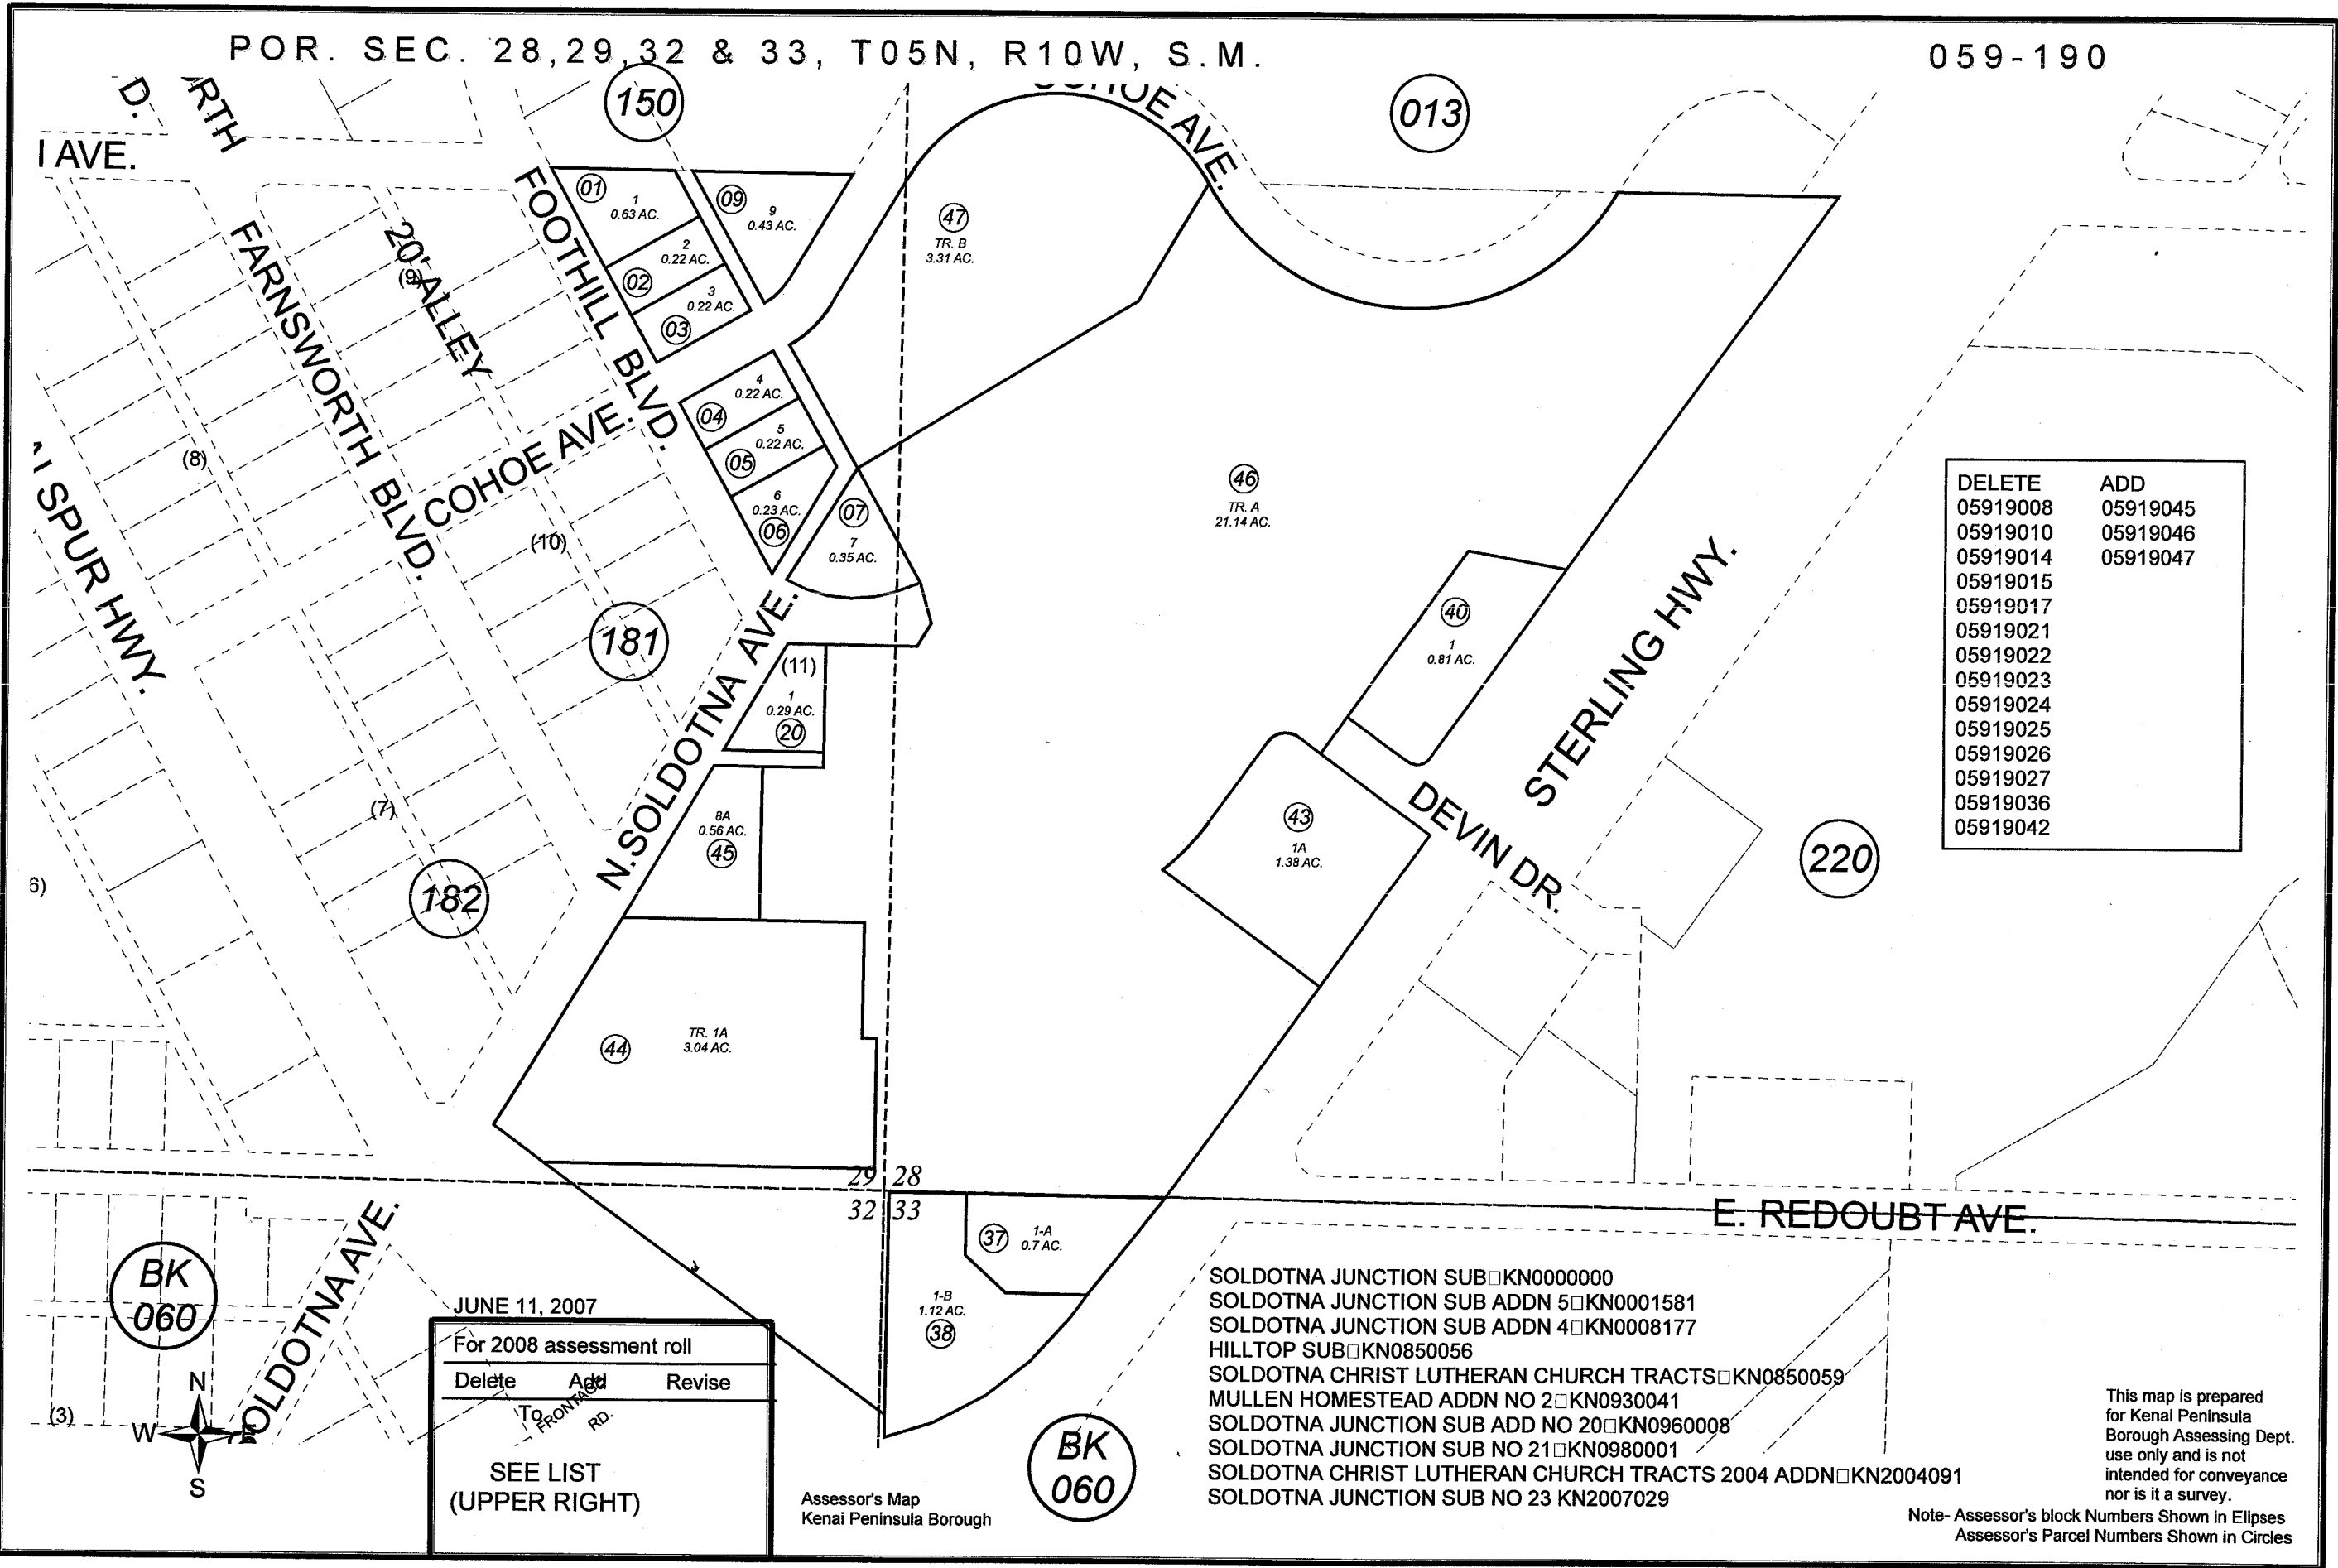 POR. SEC. 28,29,32 & 33, T05N, R10W, S.M.
059-190
150
013
D.
RTH
COHOE AVE.
I AVE.
FOOTHILL BLVD.
FARNSWORTH BLVD.
20' ALLEY
(9)
01
1
0.63 AC.
09
9
0.43 AC.
02
2
0.22 AC.
03
3
0.22 AC.
47
TR. B
3.31 AC.
04
4
0.22 AC.
05
5
0.22 AC.
6
0.23 AC.
06
07
7
0.35 AC.
COHOE AVE.
(8)
(10)
SPUR HWY.
46
TR. A
21.14 AC.
DELETE ADD
05919008 05919045
05919010 05919046
05919014 05919047
05919015
05919017
05919021
05919022
05919023
05919024
05919025
05919026
05919027
05919036
05919042
40
1
0.81 AC.
STERLING HWY.
181
N.SOLDOTNA AVE.
(11)
1
0.29 AC.
20
8A
0.56 AC.
45
(7)
6)
182
43
1A
1.38 AC.
DEVIN DR.
220
44
TR. 1A
3.04 AC.
29 28
32 33
E. REDOUBT AVE.
37
1-A
0.7 AC.
1-B
1.12 AC.
38
BK
060
SOLDOTNA AVE.
(3)
N
W
E
S
JUNE 11, 2007
For 2008 assessment roll
Delete Add Revise
To
FRONTAGE
RD.
SEE LIST
(UPPER RIGHT)
Assessor's Map
Kenai Peninsula Borough
BK
060
SOLDOTNA JUNCTION SUB□KN0000000
SOLDOTNA JUNCTION SUB ADDN 5□KN0001581
SOLDOTNA JUNCTION SUB ADDN 4□KN0008177
HILLTOP SUB□KN0850056
SOLDOTNA CHRIST LUTHERAN CHURCH TRACTS□KN0850059
MULLEN HOMESTEAD ADDN NO 2□KN0930041
SOLDOTNA JUNCTION SUB ADD NO 20□KN0960008
SOLDOTNA JUNCTION SUB NO 21□KN0980001
SOLDOTNA CHRIST LUTHERAN CHURCH TRACTS 2004 ADDN□KN2004091
SOLDOTNA JUNCTION SUB NO 23 KN2007029
This map is prepared
for Kenai Peninsula
Borough Assessing Dept.
use only and is not
intended for conveyance
nor is it a survey.
Note- Assessor's block Numbers Shown in Elipses
Assessor's Parcel Numbers Shown in Circles